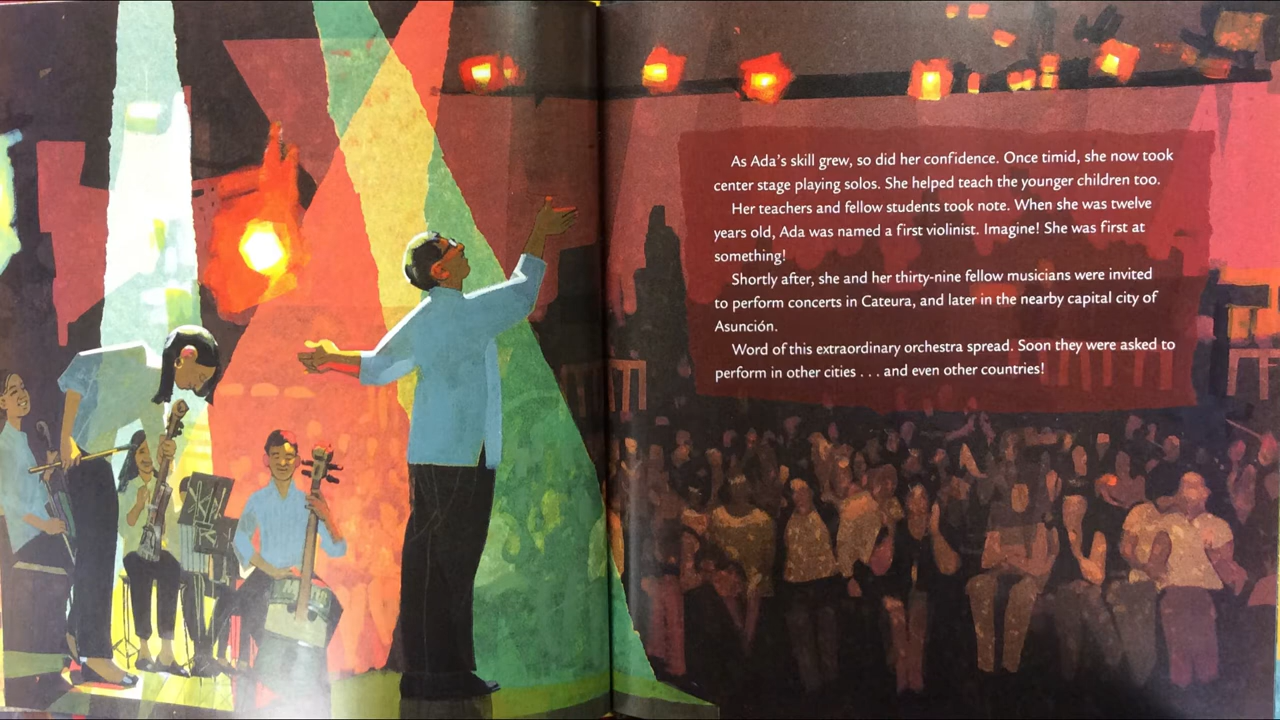 As Ada's skill grew, so did her confidence. Once timid, she now took
center stage playing solos. She helped teach the younger children too.
Her teachers and fellow students took note. When she was twelve
years old, Ada was named a first violinist. Imagine! She was first at
something!
Shortly after, she and her thirty-nine fellow musicians were invited
to perform concerts in Cateura, and later in the nearby capital city of
Asunción.
Word of this extraordinary orchestra spread. Soon they were asked to
perform in other cities . . . and even other countries!